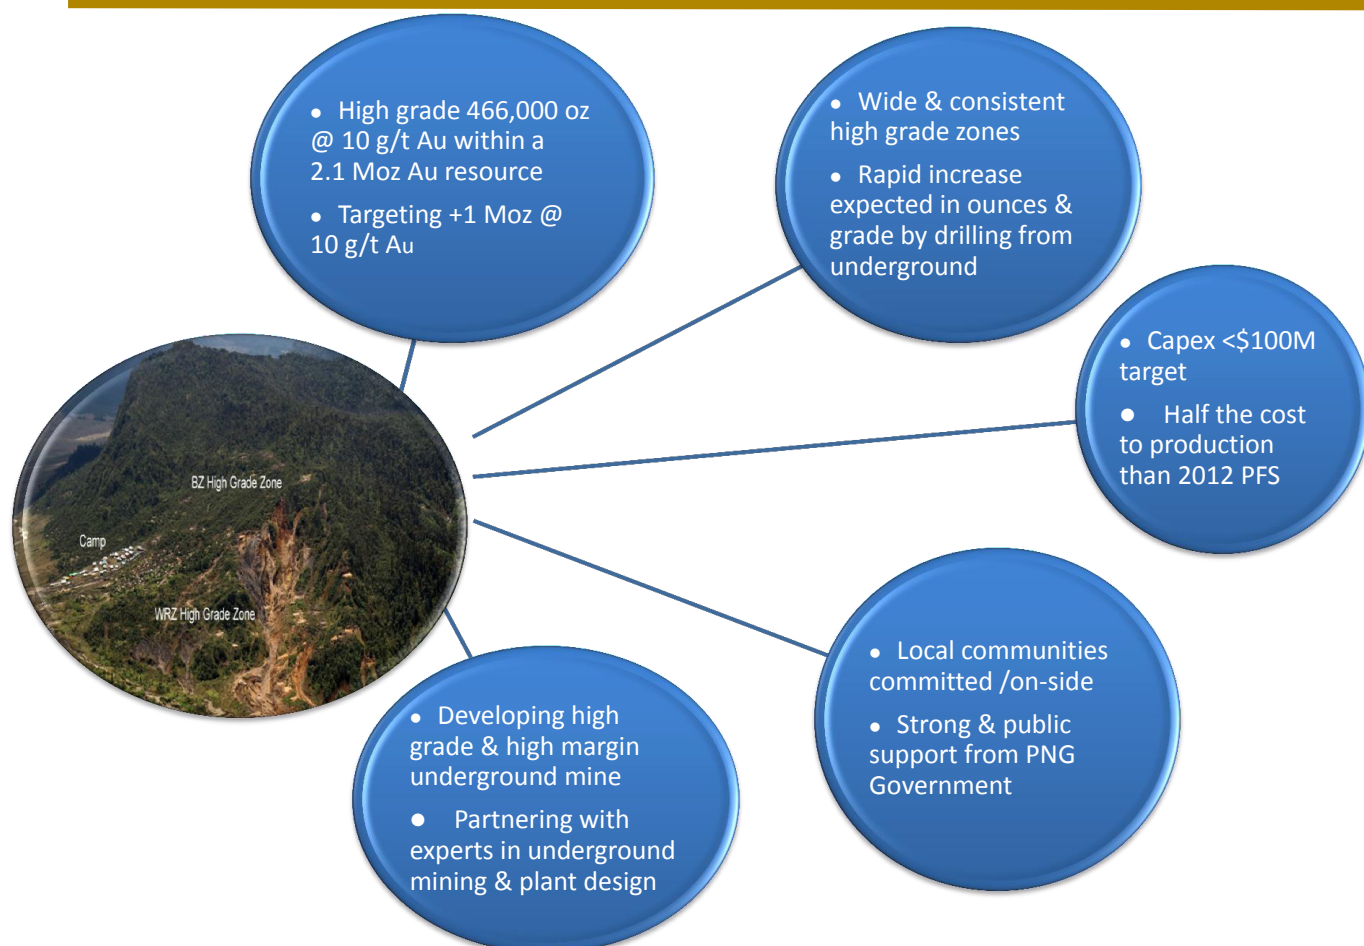 ● High grade 466,000 oz
@ 10 g/t Au within a
2.1 Moz Au resource
● Targeting +1 Moz @
10 g/t Au
● Wide & consistent
high grade zones
● Rapid increase
expected in ounces &
grade by drilling from
underground
● Capex <$100M
target
● Half the cost
to production
than 2012 PFS
BZ High Grade Zone
Camp
WRZ High Grade Zone
● Local communities
committed /on-side
● Strong & public
support from PNG
Government
● Developing high
grade & high margin
underground mine
● Partnering with
experts in underground
mining & plant design